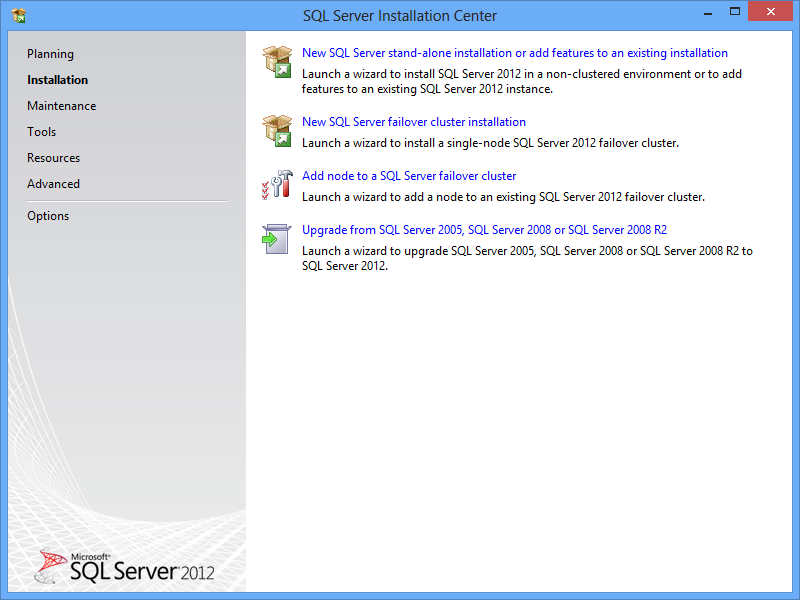 SQL Server Installation Center
Planning
Installation
Maintenance
Tools
Resources
Advanced
Options
New SQL Server stand-alone installation or add features to an existing installation
Launch a wizard to install SQL Server 2012 in a non-clustered environment or to add
features to an existing SQL Server 2012 instance.
New SQL Server failover cluster installation
Launch a wizard to install a single-node SQL Server 2012 failover cluster.
Add node to a SQL Server failover cluster
Launch a wizard to add a node to an existing SQL Server 2012 failover cluster.
Upgrade from SQL Server 2005, SQL Server 2008 or SQL Server 2008 R2
Launch a wizard to upgrade SQL Server 2005, SQL Server 2008 or SQL Server 2008 R2 to
SQL Server 2012.
Microsoft®
SQL Server® 2012